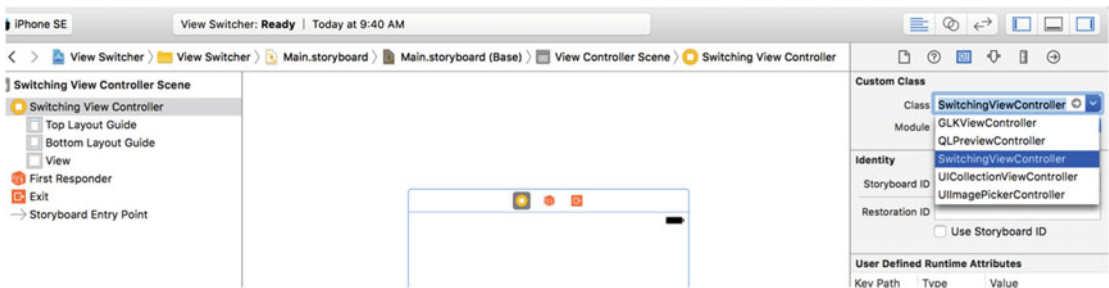 iPhone SE
View Switcher: Ready | Today at 9:40 AM
View Switcher
View Switcher
Main.storyboard
Main.storyboard (Base)
View Controller Scene
Switching View Controller
Switching View Controller Scene
Switching View Controller
Top Layout Guide
Bottom Layout Guide
View
First Responder
Exit
Storyboard Entry Point
Custom Class
Class SwitchingViewController
Module
GLKViewController
QLPreviewController
SwitchingViewController
UICollectionViewController
UIImagePickerController
Identity
Storyboard ID
Restoration ID
Use Storyboard ID
User Defined Runtime Attributes
Key Path Type Value